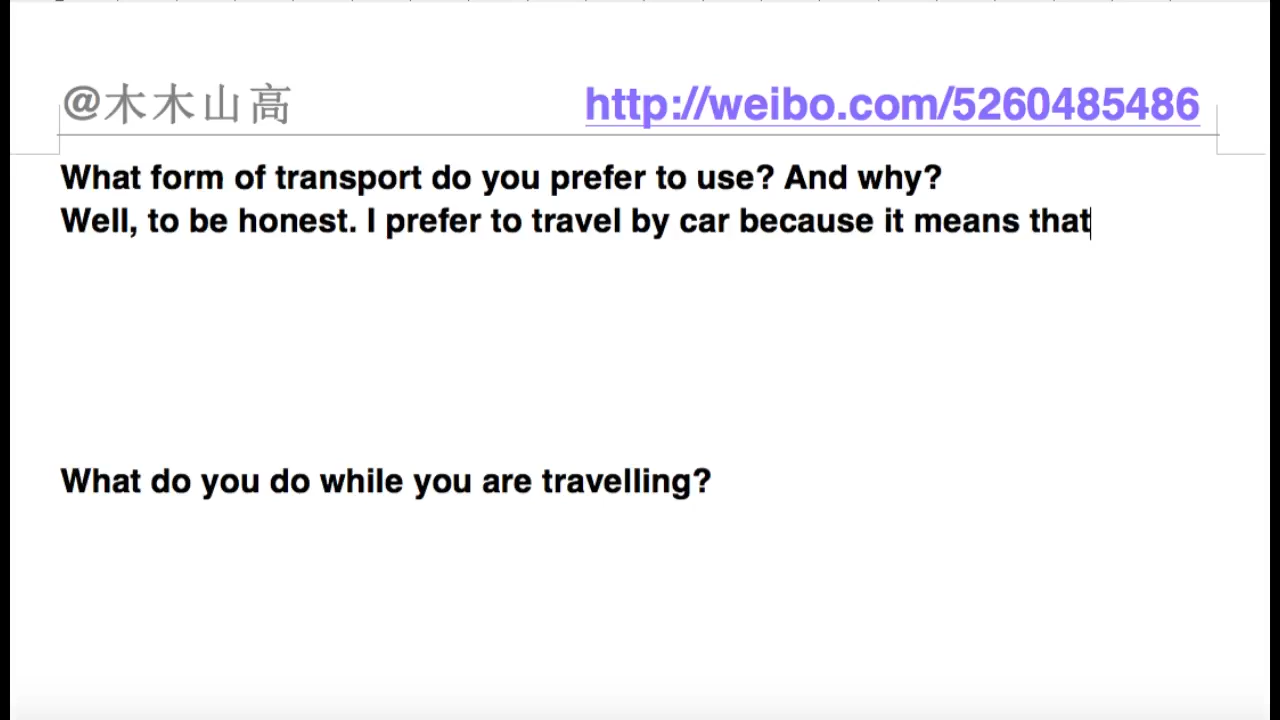 @木木山高 http://weibo.com/5260485486
What form of transport do you prefer to use? And why?
Well, to be honest. I prefer to travel by car because it means that
What do you do while you are travelling?